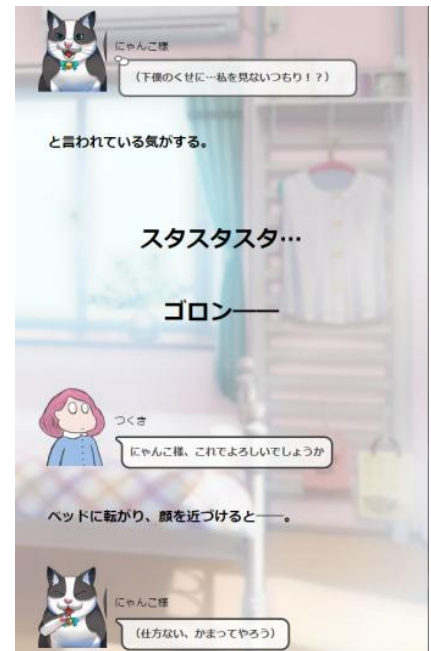 にゃんこ様
（下僕のくせに…私を見ないつもり！？）
と言われている気がする。
スタスタスタ…
ゴロン――
つくき
にゃんこ様、これでよろしいでしょうか
ベッドに転がり、顔を近づけると――。
にゃんこ様
（仕方ない、かまってやろう）